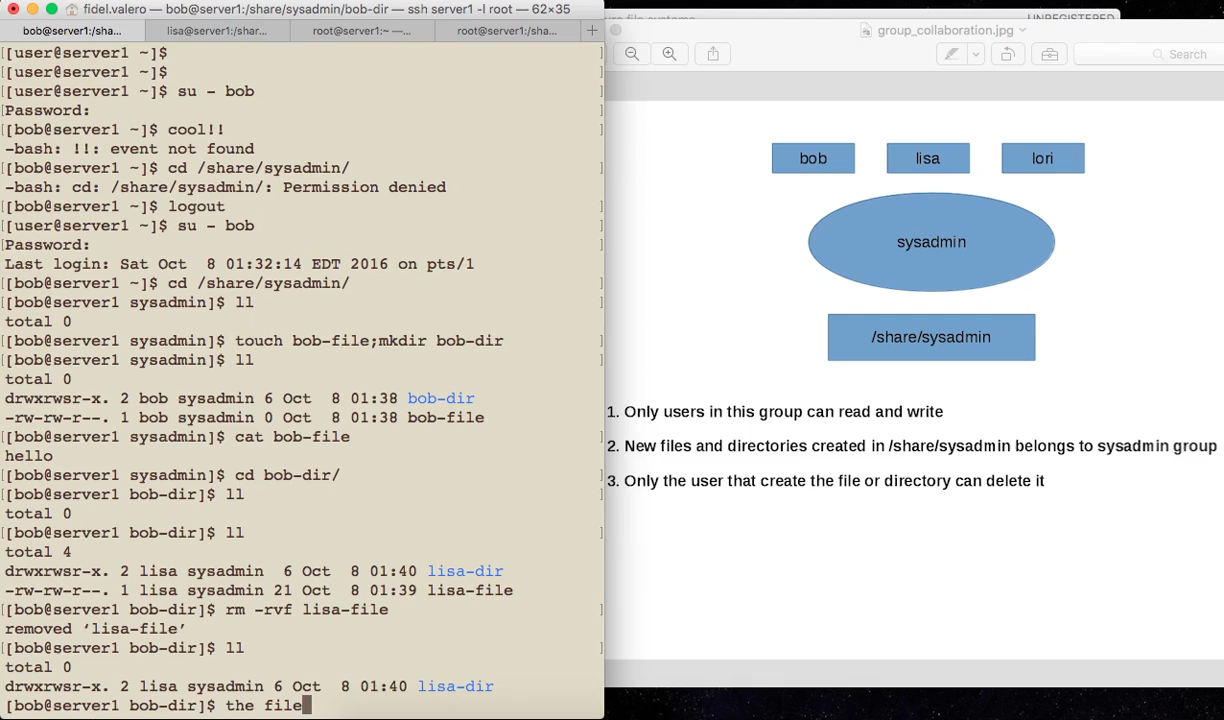 fidel.valero — bob@server1:/share/sysadmin/bob-dir — ssh server1 -l root — 62×35
bob@server1:/sha... lisa@server1:/shar... root@server1:~ —... root@server1:/sha... +
[user@server1 ~]$
[user@server1 ~]$
[user@server1 ~]$ su - bob
Password:
[bob@server1 ~]$ cool!!
-bash: !!: event not found
[bob@server1 ~]$ cd /share/sysadmin/
-bash: cd: /share/sysadmin/: Permission denied
[bob@server1 ~]$ logout
[user@server1 ~]$ su - bob
Password:
Last login: Sat Oct  8 01:32:14 EDT 2016 on pts/1
[bob@server1 ~]$ cd /share/sysadmin/
[bob@server1 sysadmin]$ ll
total 0
[bob@server1 sysadmin]$ touch bob-file;mkdir bob-dir
[bob@server1 sysadmin]$ ll
total 0
drwxrwsr-x. 2 bob sysadmin 6 Oct  8 01:38 bob-dir
-rw-rw-r--. 1 bob sysadmin 0 Oct  8 01:38 bob-file
[bob@server1 sysadmin]$ cat bob-file
hello
[bob@server1 sysadmin]$ cd bob-dir/
[bob@server1 bob-dir]$ ll
total 0
[bob@server1 bob-dir]$ ll
total 4
drwxrwsr-x. 2 lisa sysadmin  6 Oct  8 01:40 lisa-dir
-rw-rw-r--. 1 lisa sysadmin 21 Oct  8 01:39 lisa-file
[bob@server1 bob-dir]$ rm -rvf lisa-file
removed ‘lisa-file’
[bob@server1 bob-dir]$ ll
total 0
drwxrwsr-x. 2 lisa sysadmin 6 Oct  8 01:40 lisa-dir
[bob@server1 bob-dir]$ the file
UNREGISTERED
group_collaboration.jpg
Search
bob lisa lori
sysadmin
/share/sysadmin
1. Only users in this group can read and write
2. New files and directories created in /share/sysadmin belongs to sysadmin group
3. Only the user that create the file or directory can delete it